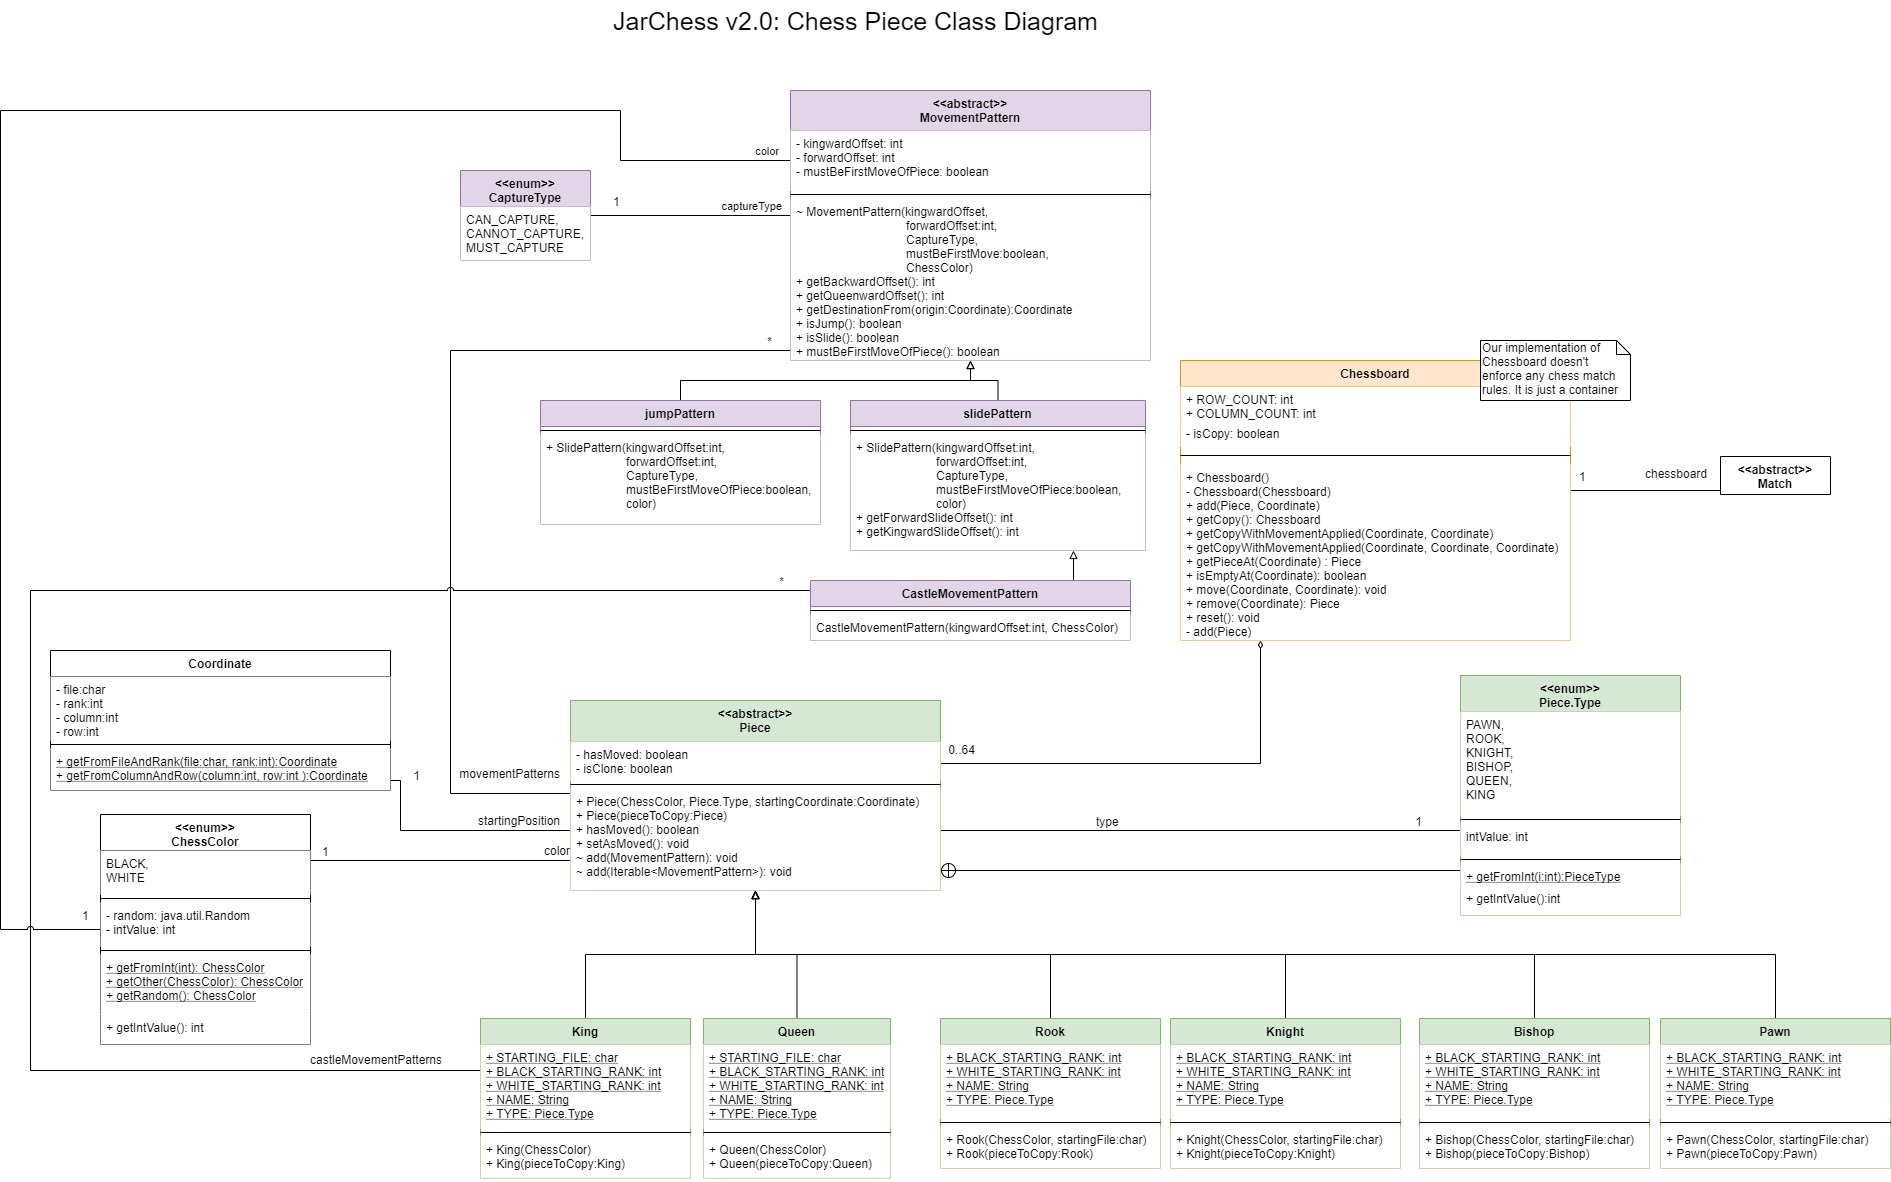 JarChess v2.0: Chess Piece Class Diagram
<<abstract>>
MovementPattern
- kingwardOffset: int
- forwardOffset: int
- mustBeFirstMoveOfPiece: boolean
~ MovementPattern(kingwardOffset,
forwardOffset:int,
CaptureType,
mustBeFirstMove:boolean,
ChessColor)
+ getBackwardOffset(): int
+ getQueenwardOffset(): int
+ getDestinationFrom(origin:Coordinate):Coordinate
+ isJump(): boolean
+ isSlide(): boolean
+ mustBeFirstMoveOfPiece(): boolean
color
<<enum>>
CaptureType
CAN_CAPTURE,
CANNOT_CAPTURE,
MUST_CAPTURE
1
captureType
*
jumpPattern
+ SlidePattern(kingwardOffset:int,
forwardOffset:int,
CaptureType,
mustBeFirstMoveOfPiece:boolean,
color)
slidePattern
+ SlidePattern(kingwardOffset:int,
forwardOffset:int,
CaptureType,
mustBeFirstMoveOfPiece:boolean,
color)
+ getForwardSlideOffset(): int
+ getKingwardSlideOffset(): int
*
CastleMovementPattern
CastleMovementPattern(kingwardOffset:int, ChessColor)
Chessboard
Our implementation of
Chessboard doesn't
enforce any chess match
rules. It is just a container
+ ROW_COUNT: int
+ COLUMN_COUNT: int
- isCopy: boolean
+ Chessboard()
- Chessboard(Chessboard)
+ add(Piece, Coordinate)
+ getCopy(): Chessboard
+ getCopyWithMovementApplied(Coordinate, Coordinate)
+ getCopyWithMovementApplied(Coordinate, Coordinate, Coordinate)
+ getPieceAt(Coordinate) : Piece
+ isEmptyAt(Coordinate): boolean
+ move(Coordinate, Coordinate): void
+ remove(Coordinate): Piece
+ reset(): void
- add(Piece)
1
chessboard
<<abstract>>
Match
Coordinate
- file:char
- rank:int
- column:int
- row:int
+ getFromFileAndRank(file:char, rank:int):Coordinate
+ getFromColumnAndRow(column:int, row:int ):Coordinate
1
movementPatterns
startingPosition
<<enum>>
ChessColor
BLACK,
WHITE
- random: java.util.Random
- intValue: int
+ getFromInt(int): ChessColor
+ getOther(ChessColor): ChessColor
+ getRandom(): ChessColor
+ getIntValue(): int
1
color
1
<<abstract>>
Piece
- hasMoved: boolean
- isClone: boolean
+ Piece(ChessColor, Piece.Type, startingCoordinate:Coordinate)
+ Piece(pieceToCopy:Piece)
+ hasMoved(): boolean
+ setAsMoved(): void
~ add(MovementPattern): void
~ add(Iterable<MovementPattern>): void
0..64
type
1
<<enum>>
Piece.Type
PAWN,
ROOK,
KNIGHT,
BISHOP,
QUEEN,
KING
intValue: int
+ getFromInt(i:int):PieceType
+ getIntValue():int
castleMovementPatterns
King
+ STARTING_FILE: char
+ BLACK_STARTING_RANK: int
+ WHITE_STARTING_RANK: int
+ NAME: String
+ TYPE: Piece.Type
+ King(ChessColor)
+ King(pieceToCopy:King)
Queen
+ STARTING_FILE: char
+ BLACK_STARTING_RANK: int
+ WHITE_STARTING_RANK: int
+ NAME: String
+ TYPE: Piece.Type
+ Queen(ChessColor)
+ Queen(pieceToCopy:Queen)
Rook
+ BLACK_STARTING_RANK: int
+ WHITE_STARTING_RANK: int
+ NAME: String
+ TYPE: Piece.Type
+ Rook(ChessColor, startingFile:char)
+ Rook(pieceToCopy:Rook)
Knight
+ BLACK_STARTING_RANK: int
+ WHITE_STARTING_RANK: int
+ NAME: String
+ TYPE: Piece.Type
+ Knight(ChessColor, startingFile:char)
+ Knight(pieceToCopy:Knight)
Bishop
+ BLACK_STARTING_RANK: int
+ WHITE_STARTING_RANK: int
+ NAME: String
+ TYPE: Piece.Type
+ Bishop(ChessColor, startingFile:char)
+ Bishop(pieceToCopy:Bishop)
Pawn
+ BLACK_STARTING_RANK: int
+ WHITE_STARTING_RANK: int
+ NAME: String
+ TYPE: Piece.Type
+ Pawn(ChessColor, startingFile:char)
+ Pawn(pieceToCopy:Pawn)